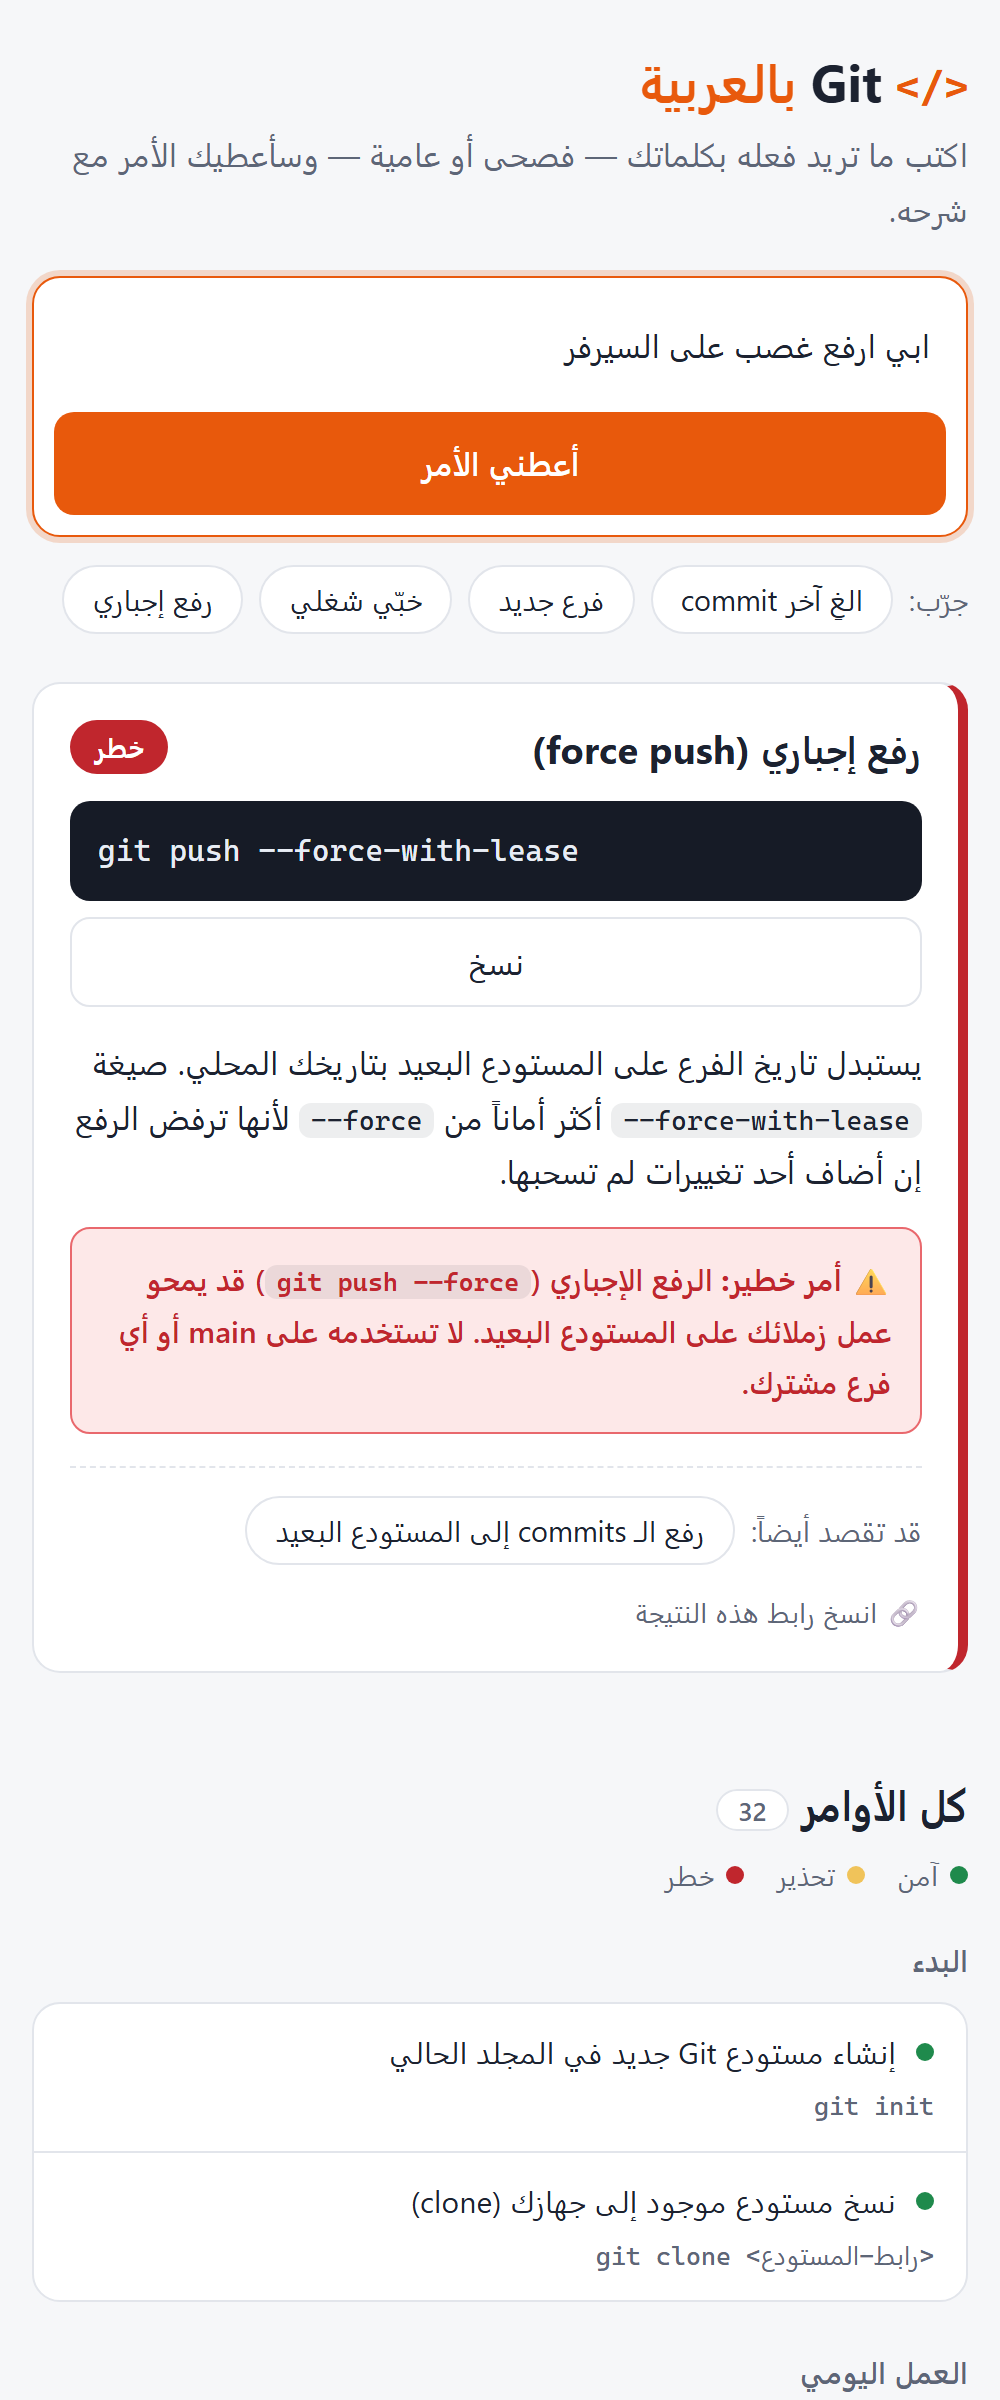 </> Git بالعربية
اكتب ما تريد فعله بكلماتك — فصحى أو عامية — وسأعطيك الأمر مع
شرحه.
ابي ارفع غصب على السيرفر
أعطني الأمر
جرّب: الغِ آخر commit فرع جديد خبّي شغلي رفع إجباري
رفع إجباري (force push) خطر
git push --force-with-lease
نسخ
يستبدل تاريخ الفرع على المستودع البعيد بتاريخك المحلي. صيغة
--force-with-lease أكثر أماناً من --force لأنها ترفض الرفع
إن أضاف أحد تغييرات لم تسحبها.
⚠️ أمر خطير: الرفع الإجباري (git push --force) قد يمحو
عمل زملائك على المستودع البعيد. لا تستخدمه على main أو أي
فرع مشترك.
قد تقصد أيضاً: رفع الـ commits إلى المستودع البعيد
🔗 انسخ رابط هذه النتيجة
كل الأوامر 32
آمن تحذير خطر
البدء
إنشاء مستودع Git جديد في المجلد الحالي
git init
نسخ مستودع موجود إلى جهازك (clone)
git clone <رابط-المستودع>
العمل اليومي